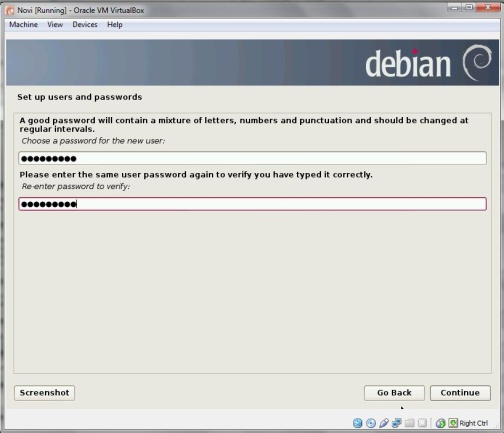 Novi [Running] - Oracle VM VirtualBox
Machine View Devices Help
debian
Set up users and passwords
A good password will contain a mixture of letters, numbers and punctuation and should be changed at
regular intervals.
Choose a password for the new user:
●●●●●●●●●
Please enter the same user password again to verify you have typed it correctly.
Re-enter password to verify:
●●●●●●●●●
Screenshot Go Back Continue
Right Ctrl